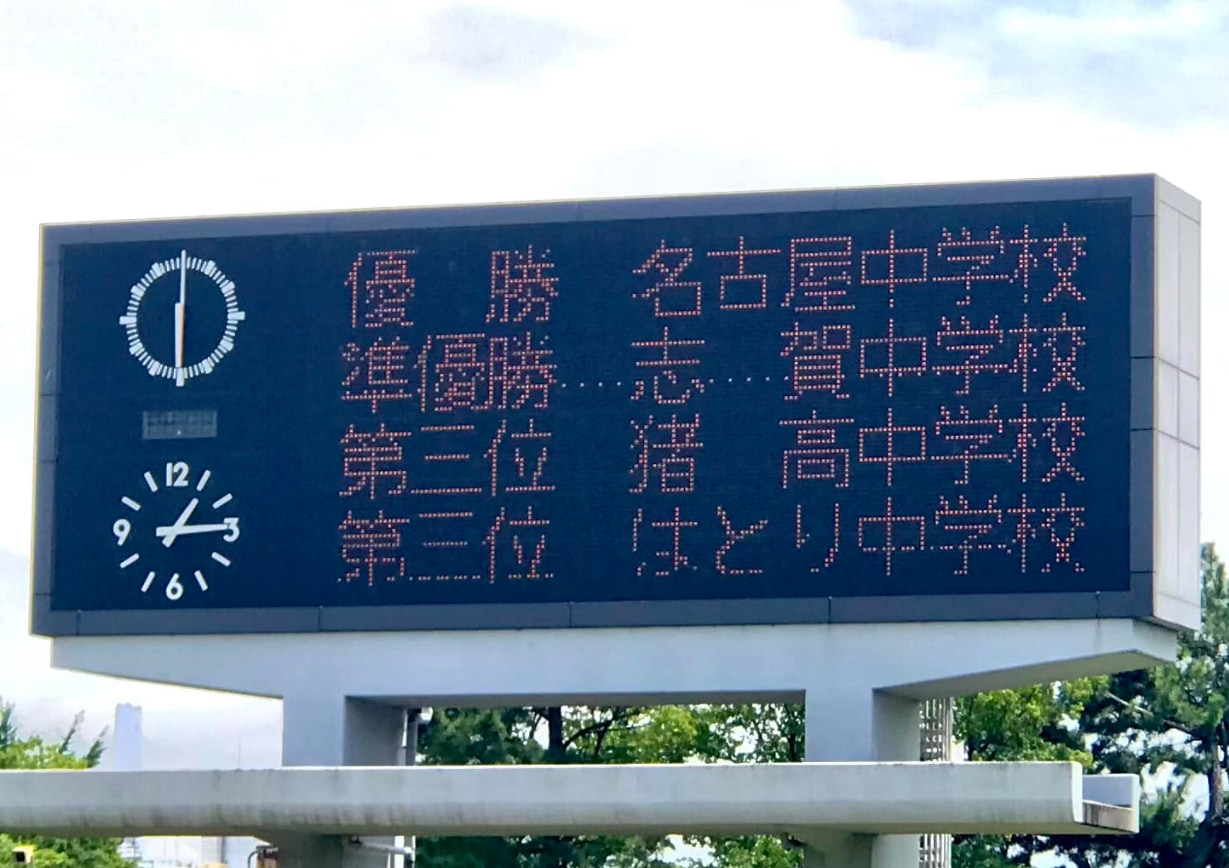 優　勝　名古屋中学校
準優勝　志　賀中学校
第三位　猪　高中学校
第三位　はとり中学校
12
9 3
6